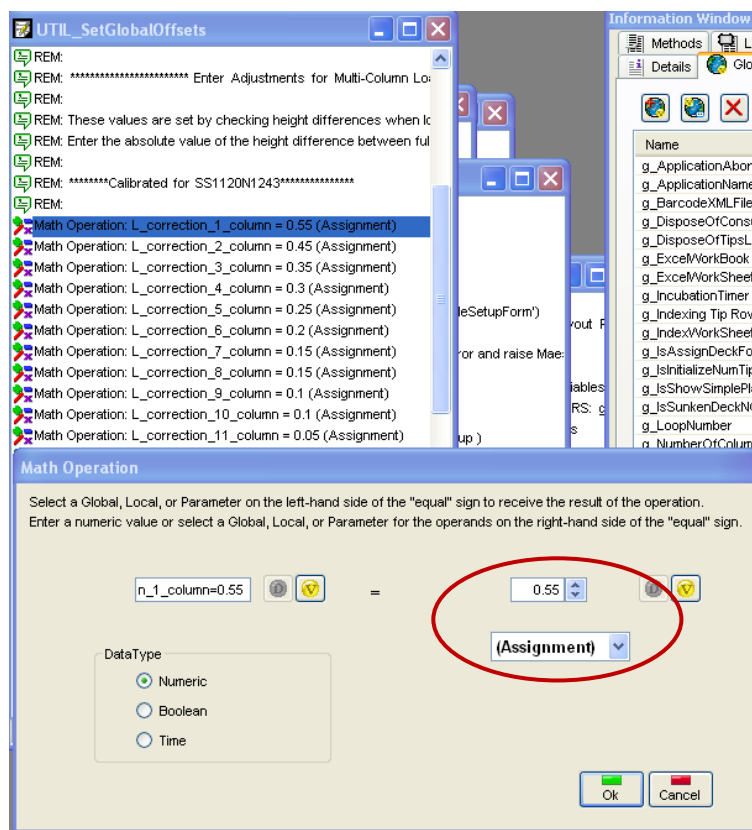 UTIL_SetGlobalOffsets
REM:
REM: ************************* Enter Adjustments for Multi-Column
REM:
REM: These values are set by checking height differences when
REM: Enter the absolute value of the height difference between
REM:
REM: ********Calibrated for SS1120N1243***************
REM:
Math Operation: L_correction_1_column = 0.55 (Assignment)
Math Operation: L_correction_2_column = 0.45 (Assignment)
Math Operation: L_correction_3_column = 0.35 (Assignment)
Math Operation: L_correction_4_column = 0.3 (Assignment)
Math Operation: L_correction_5_column = 0.25 (Assignment)
Math Operation: L_correction_6_column = 0.2 (Assignment)
Math Operation: L_correction_7_column = 0.15 (Assignment)
Math Operation: L_correction_8_column = 0.15 (Assignment)
Math Operation: L_correction_9_column = 0.1 (Assignment)
Math Operation: L_correction_10_column = 0.1 (Assignment)
Math Operation: L_correction_11_column = 0.05 (Assignment)
leSetupForm')
ror and raise Mae
up )
yout F
iables
RS: g
s
Information Window
Methods L
Details Glo
Name
g_ApplicationAbor
g_ApplicationName
g_BarcodeXMLFile
g_DisposeOfConsu
g_DisposeOfTipsL
g_ExcelWorkBook
g_ExcelWorkSheet
g_IncubationTimer
g_Indexing Tip Rov
g_IndexWorkSheet
g_IsAssignDeckFo
g_IsInitializeNumTip
g_IsShowSimplePl
g_IsSunkenDeckN
g_LoopNumber
g_NumberOfColum
Math Operation
Select a Global, Local, or Parameter on the left-hand side of the "equal" sign to receive the result of the operation.
Enter a numeric value or select a Global, Local, or Parameter for the operands on the right-hand side of the "equal" sign.
n_1_column=0.55 D V = 0.55 D V
(Assignment)
DataType
Numeric
Boolean
Time
Ok Cancel